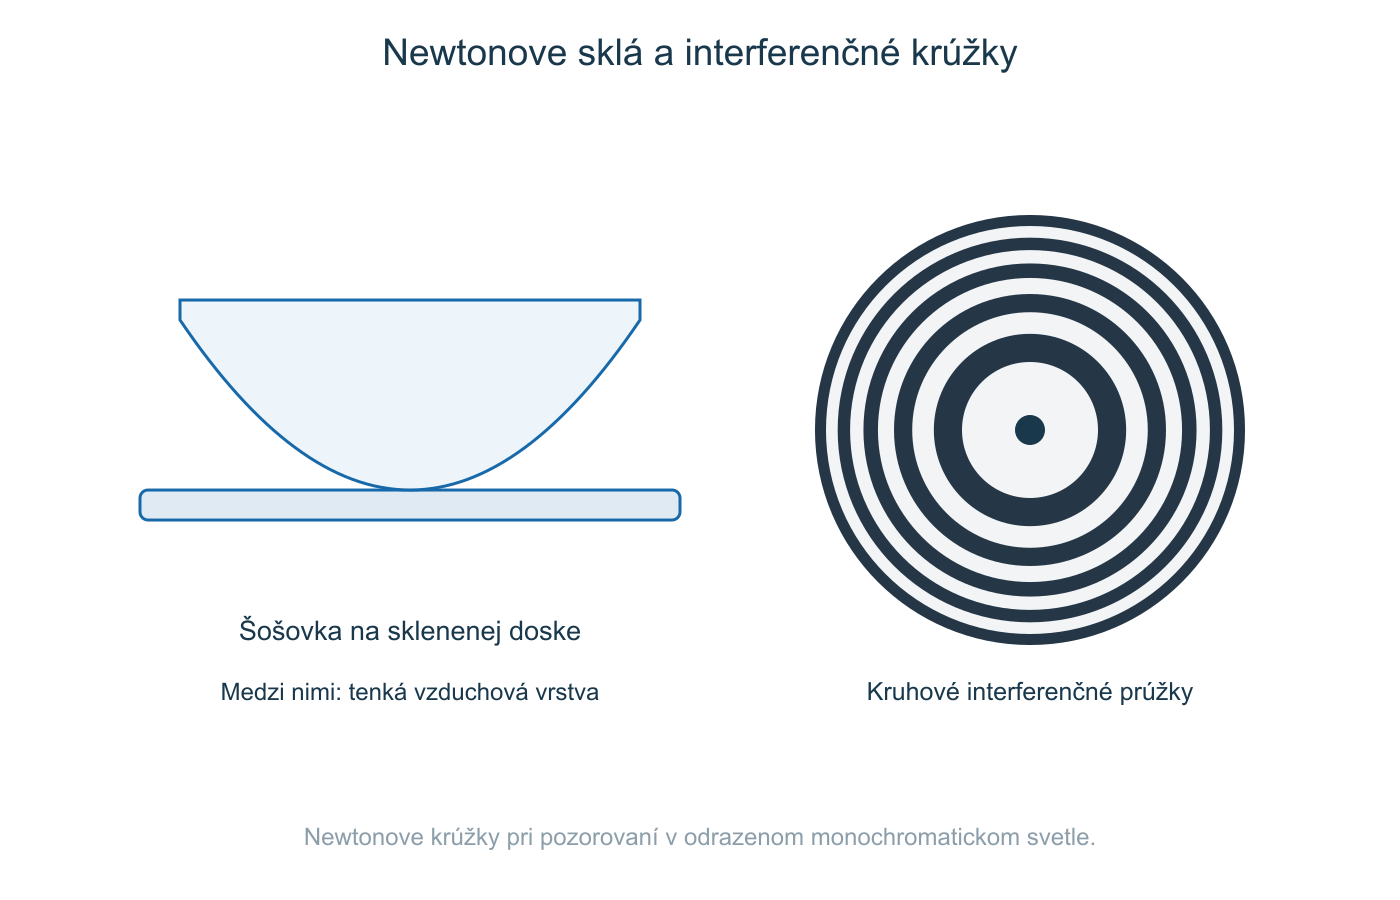 Newtonove sklá a interferenčné krúžky
Šošovka na sklenenej doske
Medzi nimi: tenká vzduchová vrstva
Kruhové interferenčné prúžky
Newtonove krúžky pri pozorovaní v odrazenom monochromatickom svetle.